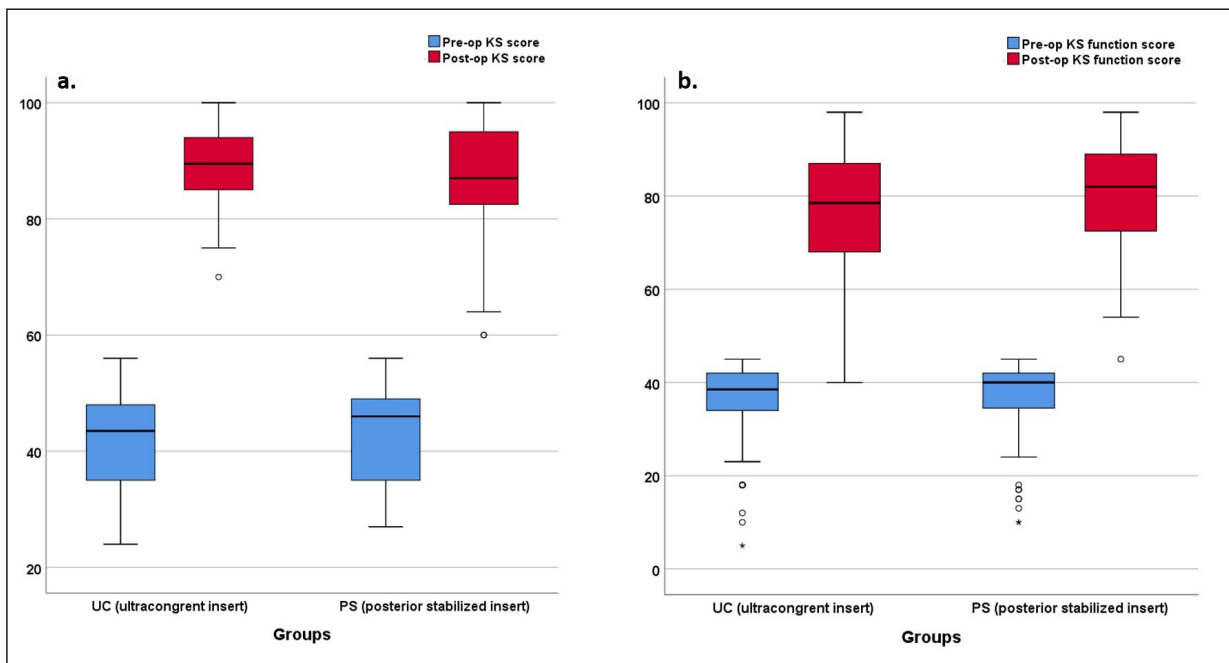 a.
Pre-op KS score
Post-op KS score
100
80
60
40
20
UC (ultracongrent insert)
PS (posterior stabilized insert)
Groups
b.
Pre-op KS function score
Post-op KS function score
100
80
60
40
20
0
UC (ultracongrent insert)
PS (posterior stabilized insert)
Groups